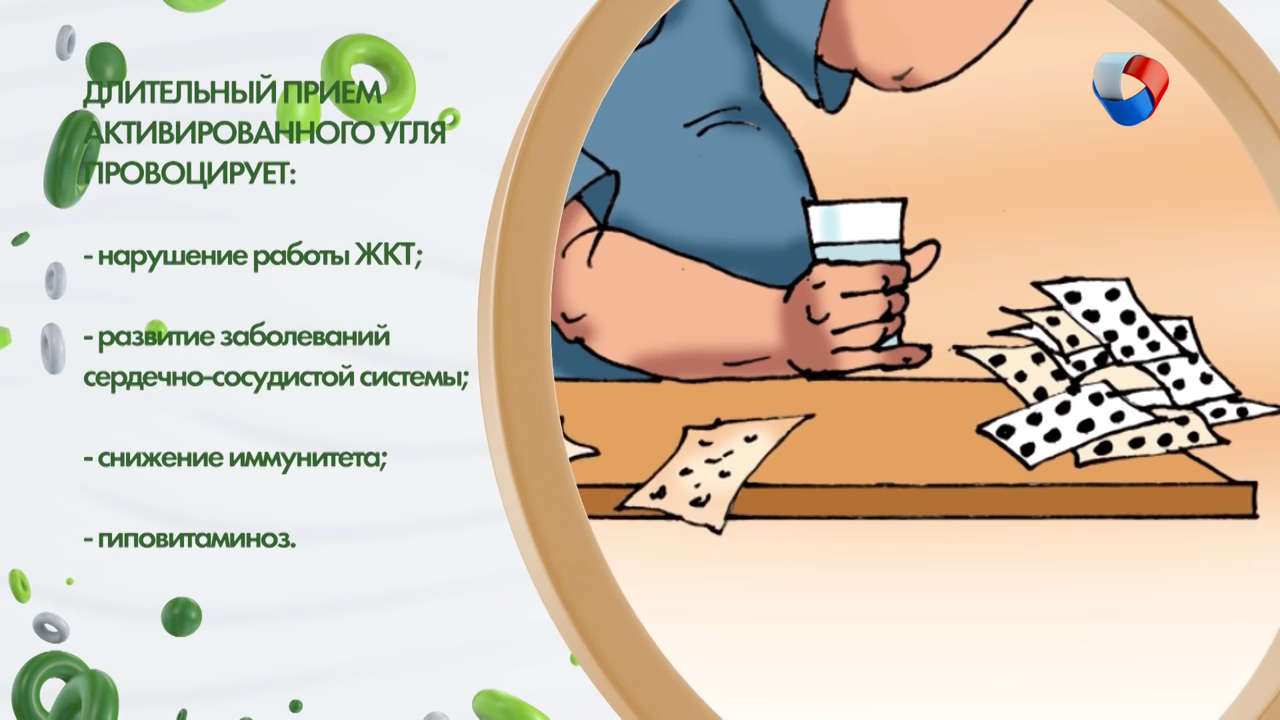 ДЛИТЕЛЬНЫЙ ПРИЕМ
АКТИВИРОВАННОГО УГЛЯ
ПРОВОЦИРУЕТ:
- нарушение работы ЖКТ;
- развитие заболеваний
сердечно-сосудистой системы;
- снижение иммунитета;
- гиповитаминоз.